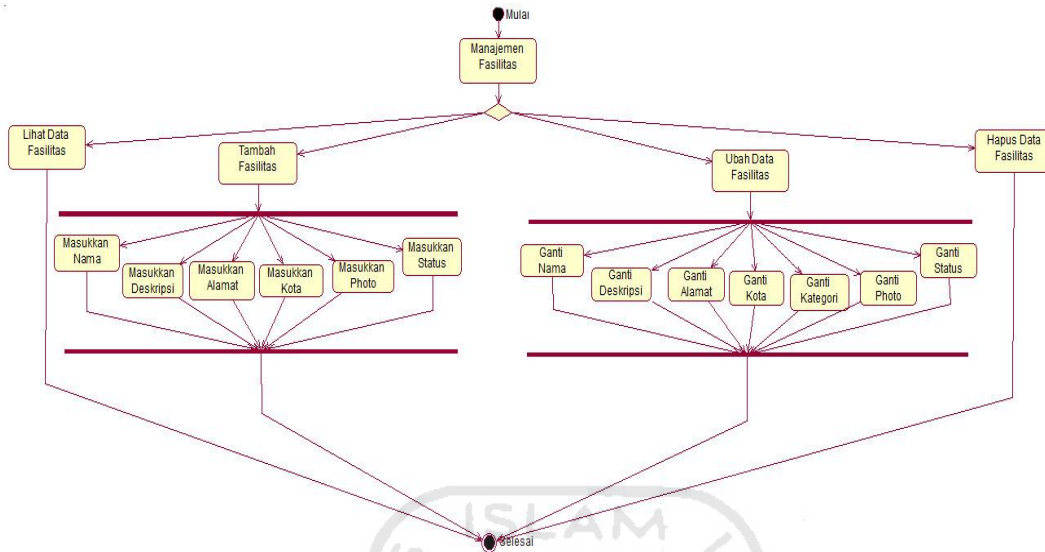 Mulai
Manajemen
Fasilitas
Lihat Data
Fasilitas
Tambah
Fasilitas
Ubah Data
Fasilitas
Hapus Data
Fasilitas
Masukkan
Nama
Masukkan
Deskripsi
Masukkan
Alamat
Masukkan
Kota
Masukkan
Photo
Masukkan
Status
Ganti
Nama
Ganti
Deskripsi
Ganti
Alamat
Ganti
Kota
Ganti
Kategori
Ganti
Photo
Ganti
Status
ISLAM
Selesai